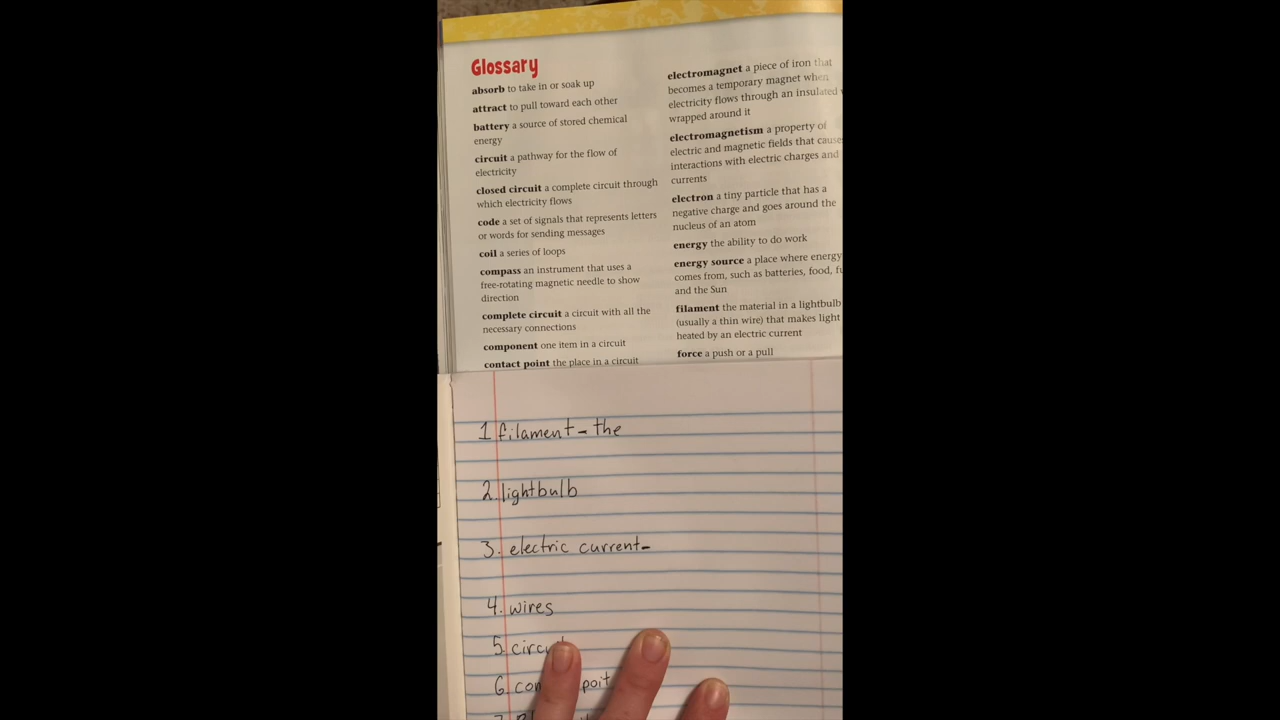 Glossary
absorb to take in or soak up
attract to pull toward each other
battery a source of stored chemical
energy
circuit a pathway for the flow of
electricity
closed circuit a complete circuit through
which electricity flows
code a set of signals that represents letters
or words for sending messages
coil a series of loops
compass an instrument that uses a
free-rotating magnetic needle to show
direction
complete circuit a circuit with all the
necessary connections
component one item in a circuit
contact point the place in a circuit
electromagnet a piece of iron that
becomes a temporary magnet when
electricity flows through an insulated
wrapped around it
electromagnetism a property of
electric and magnetic fields that cause
interactions with electric charges and
currents
electron a tiny particle that has a
negative charge and goes around the
nucleus of an atom
energy the ability to do work
energy source a place where energy
comes from, such as batteries, food,
and the Sun
filament the material in a lightbulb
(usually a thin wire) that makes light
heated by an electric current
force a push or a pull
1 filament - the
2. lightbulb
3. electric current-
4. wires
5. circ
6. con poit